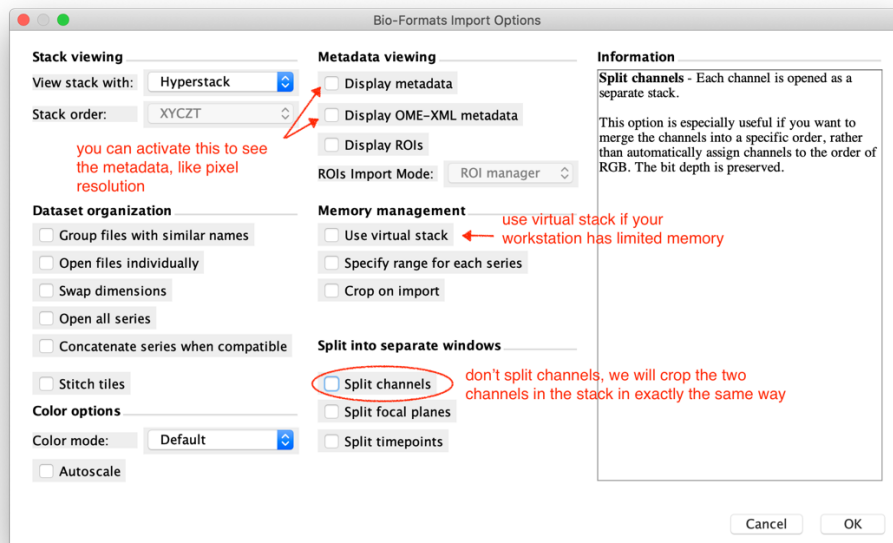 Bio-Formats Import Options
Stack viewing
View stack with:
Hyperstack
Stack order:
XYCZT
you can activate this to see
the metadata, like pixel
resolution
Metadata viewing
Display metadata
Display OME-XML metadata
Display ROIs
ROIs Import Mode:
ROI manager
Information
Split channels - Each channel is opened as a
separate stack.
This option is especially useful if you want to
merge the channels into a specific order, rather
than automatically assign channels to the order of
RGB. The bit depth is preserved.
Dataset organization
Group files with similar names
Open files individually
Swap dimensions
Open all series
Concatenate series when compatible
Stitch tiles
Memory management
Use virtual stack
use virtual stack if your
workstation has limited memory
Specify range for each series
Crop on import
Split into separate windows
Split channels
don't split channels, we will crop the two
channels in the stack in exactly the same way
Split focal planes
Split timepoints
Color options
Color mode:
Default
Autoscale
Cancel
OK